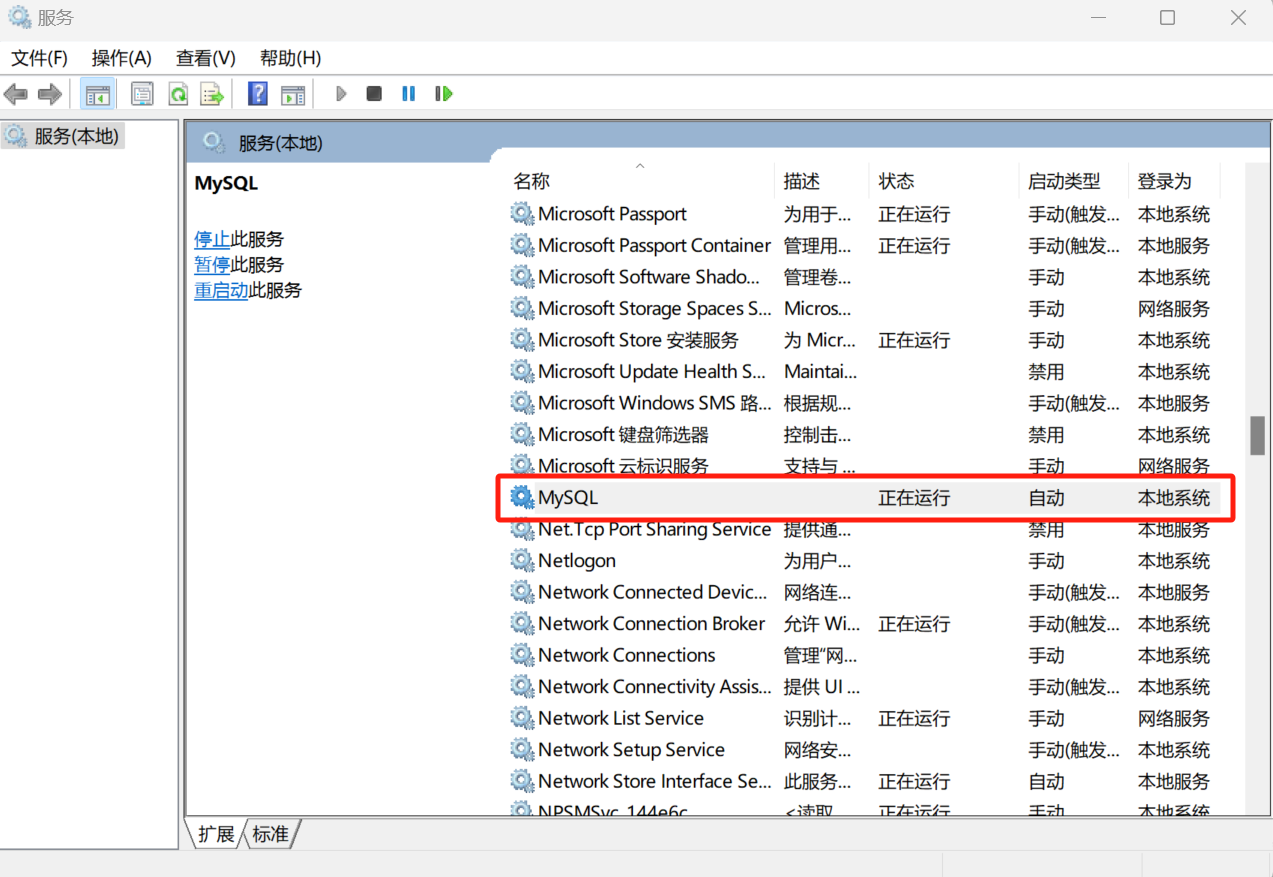 服务
文件(F) 操作(A) 查看(V) 帮助(H)
服务(本地)
服务(本地)
MySQL
停止此服务
暂停此服务
重启动此服务
名称 描述 状态 启动类型 登录为
Microsoft Passport 为用于... 正在运行 手动(触发... 本地系统
Microsoft Passport Container 管理用... 正在运行 手动(触发... 本地服务
Microsoft Software Shado... 管理卷... 手动 本地系统
Microsoft Storage Spaces S... Micros... 手动 网络服务
Microsoft Store 安装服务 为 Micr... 正在运行 手动 本地系统
Microsoft Update Health S... Maintai... 禁用 本地系统
Microsoft Windows SMS 路... 根据规... 手动(触发... 本地服务
Microsoft 键盘筛选器 控制击... 禁用 本地系统
Microsoft 云标识服务 支持与 ... 手动 网络服务
MySQL 正在运行 自动 本地系统
Net.Tcp Port Sharing Service 提供通... 禁用 本地服务
Netlogon 为用户... 手动 本地系统
Network Connected Devic... 网络连... 手动(触发... 本地服务
Network Connection Broker 允许 Wi... 正在运行 手动(触发... 本地系统
Network Connections 管理“网... 手动 本地系统
Network Connectivity Assis... 提供 UI ... 手动(触发... 本地系统
Network List Service 识别计... 正在运行 手动 网络服务
Network Setup Service 网络安... 手动(触发... 本地系统
Network Store Interface Se... 此服务... 正在运行 自动 本地服务
NPSMSvc_144e6c <读取 正在运行 手动 本地系统
扩展 标准